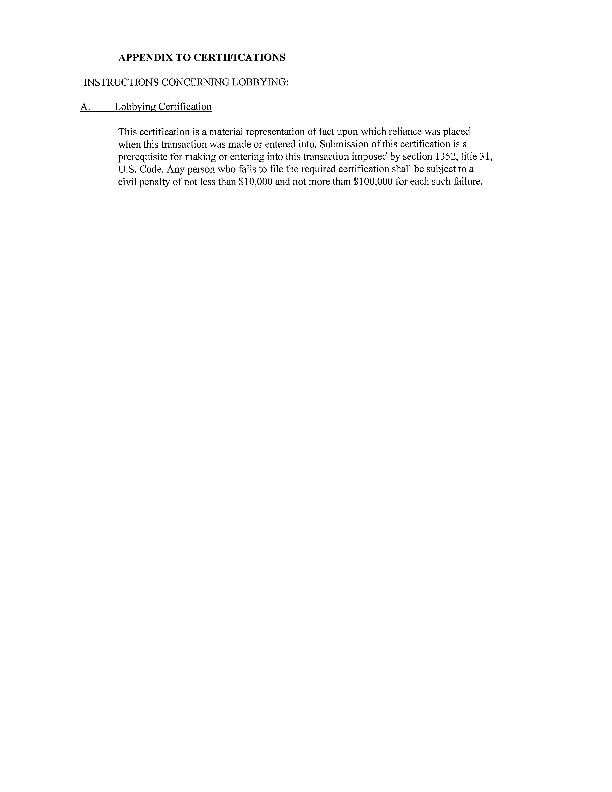 APPENDIX TO CERTIFICATIONS
INSTRUCTIONS CONCERNING LOBBYING:
A. Lobbying Certification
This certification is a material representation of fact upon which reliance was placed
when this transaction was made or entered into. Submission of this certification is a
prerequisite for making or entering into this transaction imposed by section 1352, title 31,
U.S. Code. Any person who fails to file the required certification shall be subject to a
civil penalty of not less than $10,000 and not more than $100,000 for each such failure.